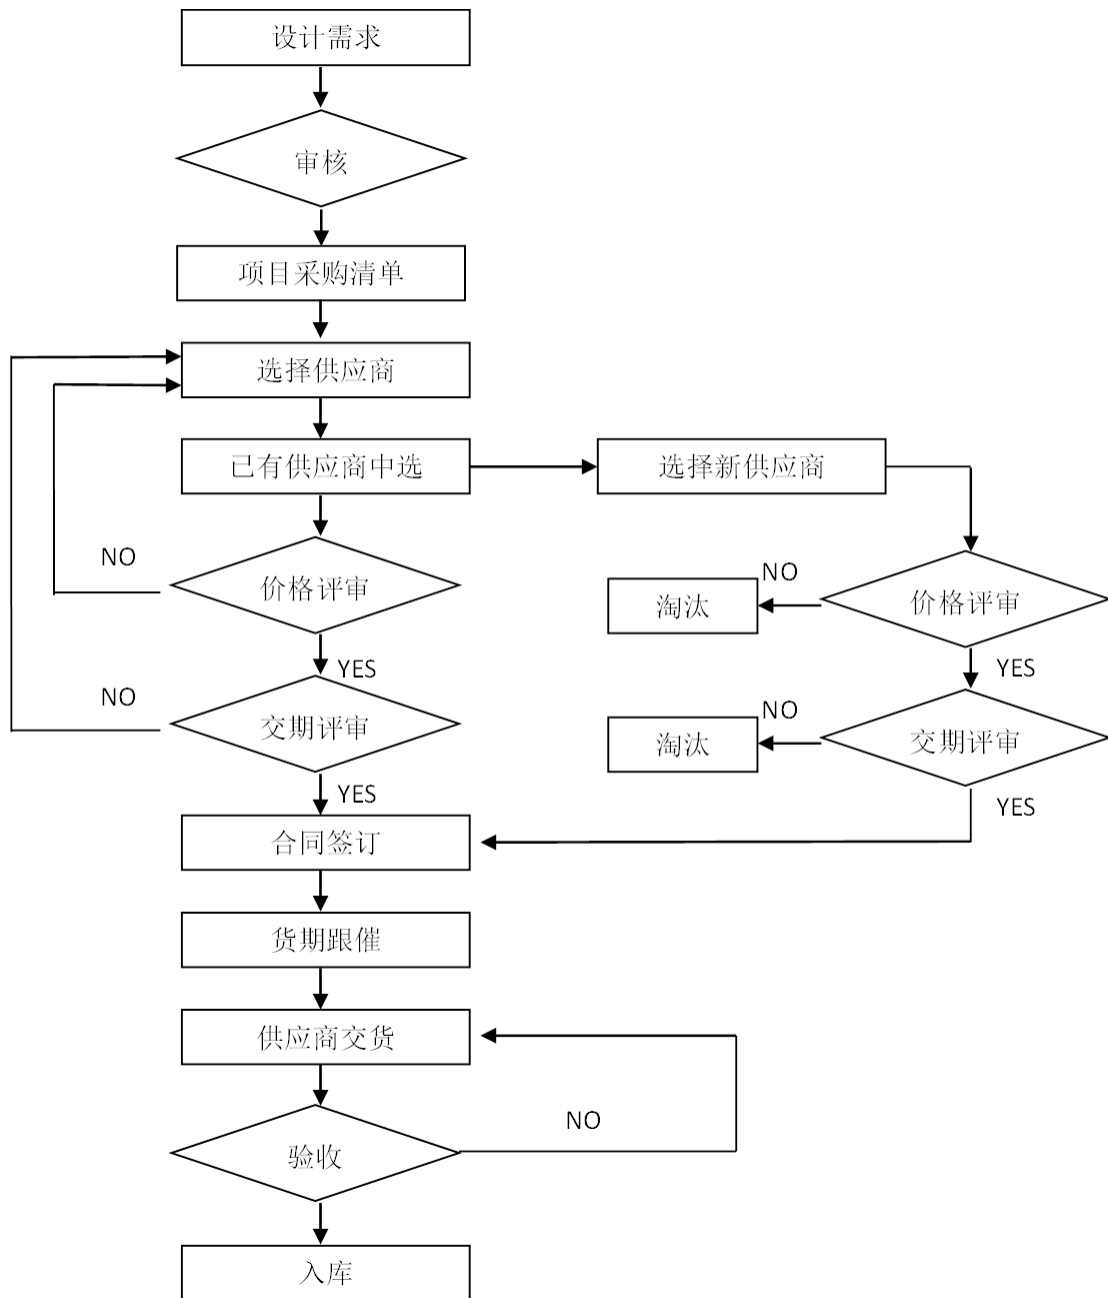 设计需求
审核
项目采购清单
选择供应商
已有供应商中选
选择新供应商
NO
价格评审
NO
淘汰
价格评审
YES
YES
NO
交期评审
NO
淘汰
交期评审
YES
YES
合同签订
货期跟催
供应商交货
NO
验收
入库